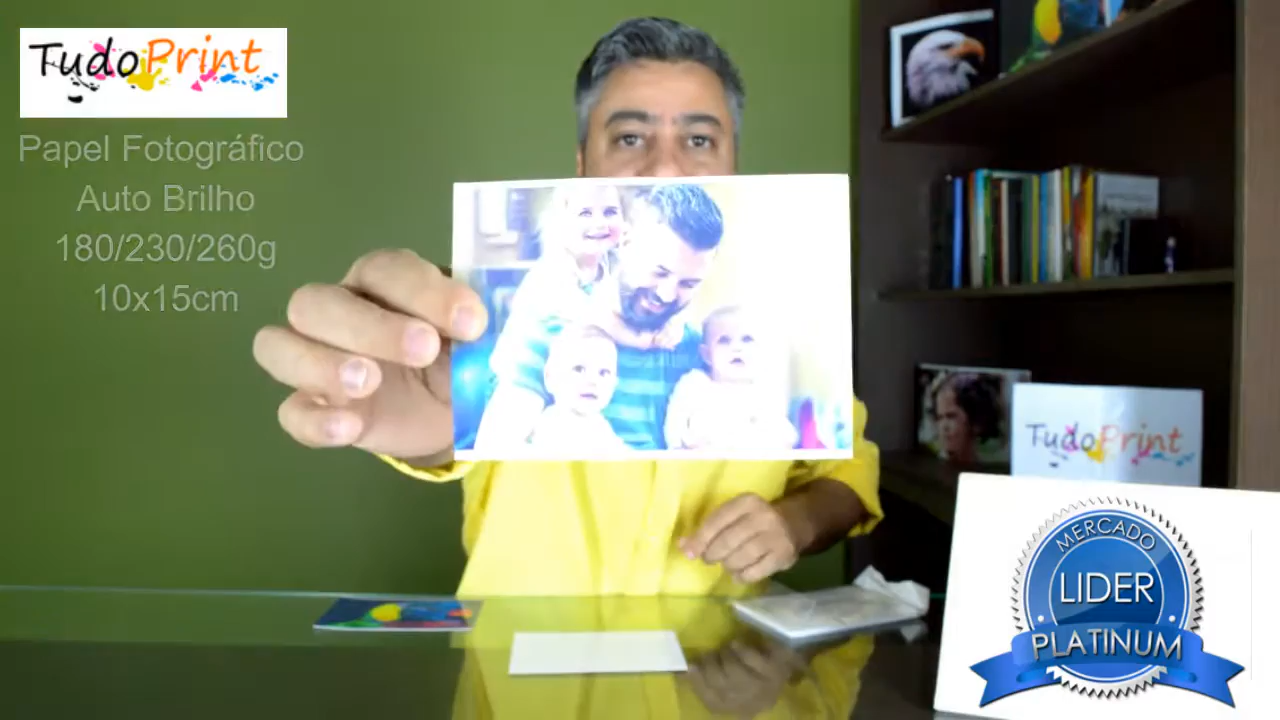 TudoPrint
Papel Fotográfico
Auto Brilho
180/230/260g
10x15cm
TudoPrint
MERCADO
LIDER
PLATINUM